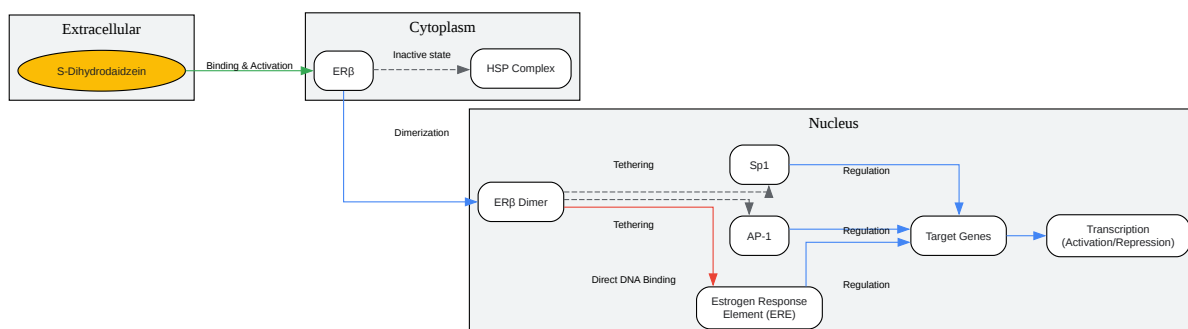 Extracellular
S-Dihydrodaidzein
Binding & Activation
Cytoplasm
ERβ
Inactive state
HSP Complex
Dimerization
Nucleus
ERβ Dimer
Tethering
Sp1
Regulation
Tethering
AP-1
Regulation
Target Genes
Transcription
(Activation/Repression)
Direct DNA Binding
Estrogen Response
Element (ERE)
Regulation